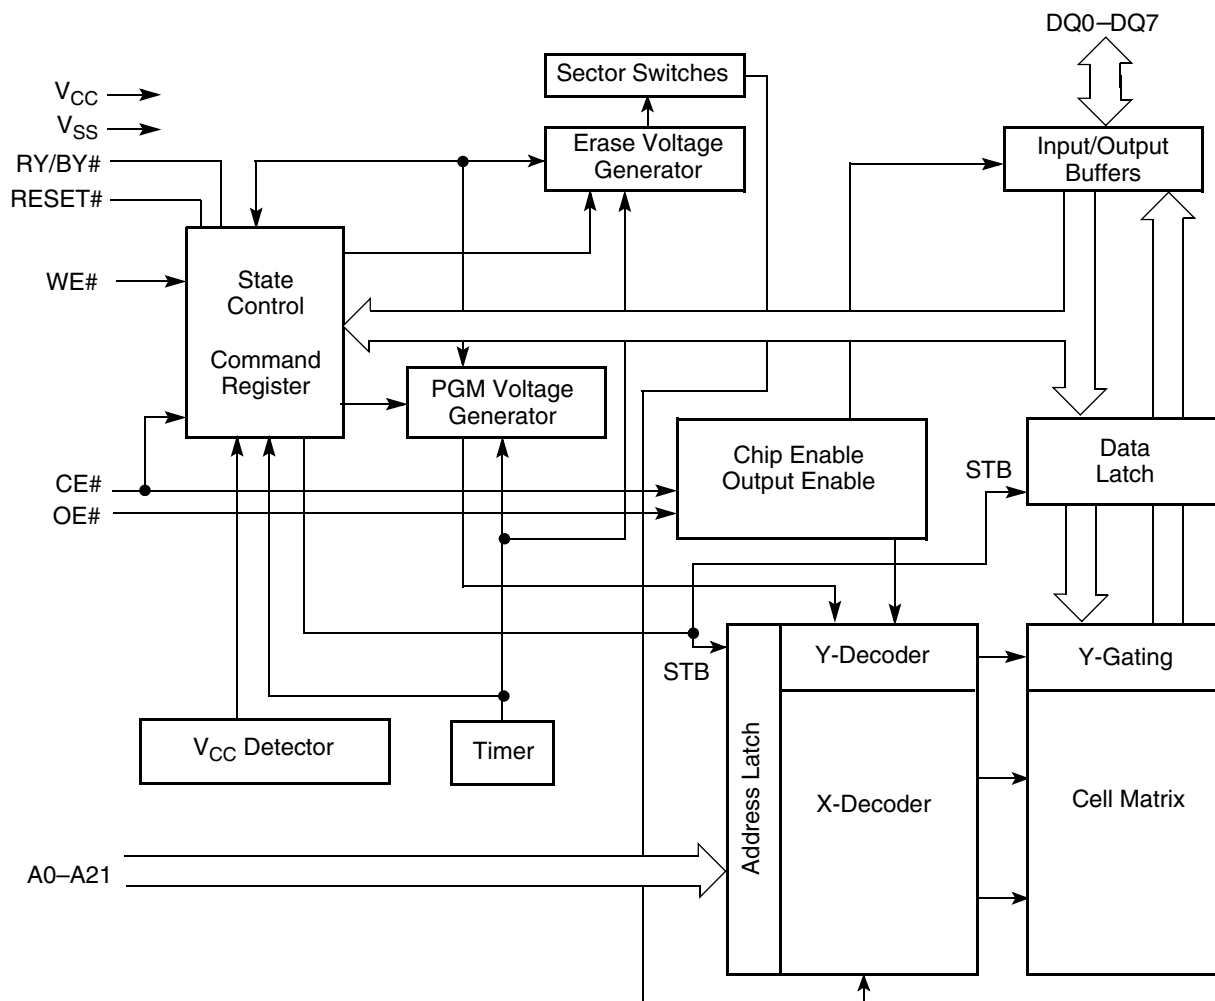 DQ0–DQ7
Sector Switches
VCC
VSS
RY/BY#
RESET#
Erase Voltage
Generator
Input/Output
Buffers
WE#
State
Control
Command
Register
PGM Voltage
Generator
Chip Enable
Output Enable
STB
Data
Latch
CE#
OE#
STB
Y-Decoder
Y-Gating
VCC Detector
Timer
Address Latch
X-Decoder
Cell Matrix
A0–A21